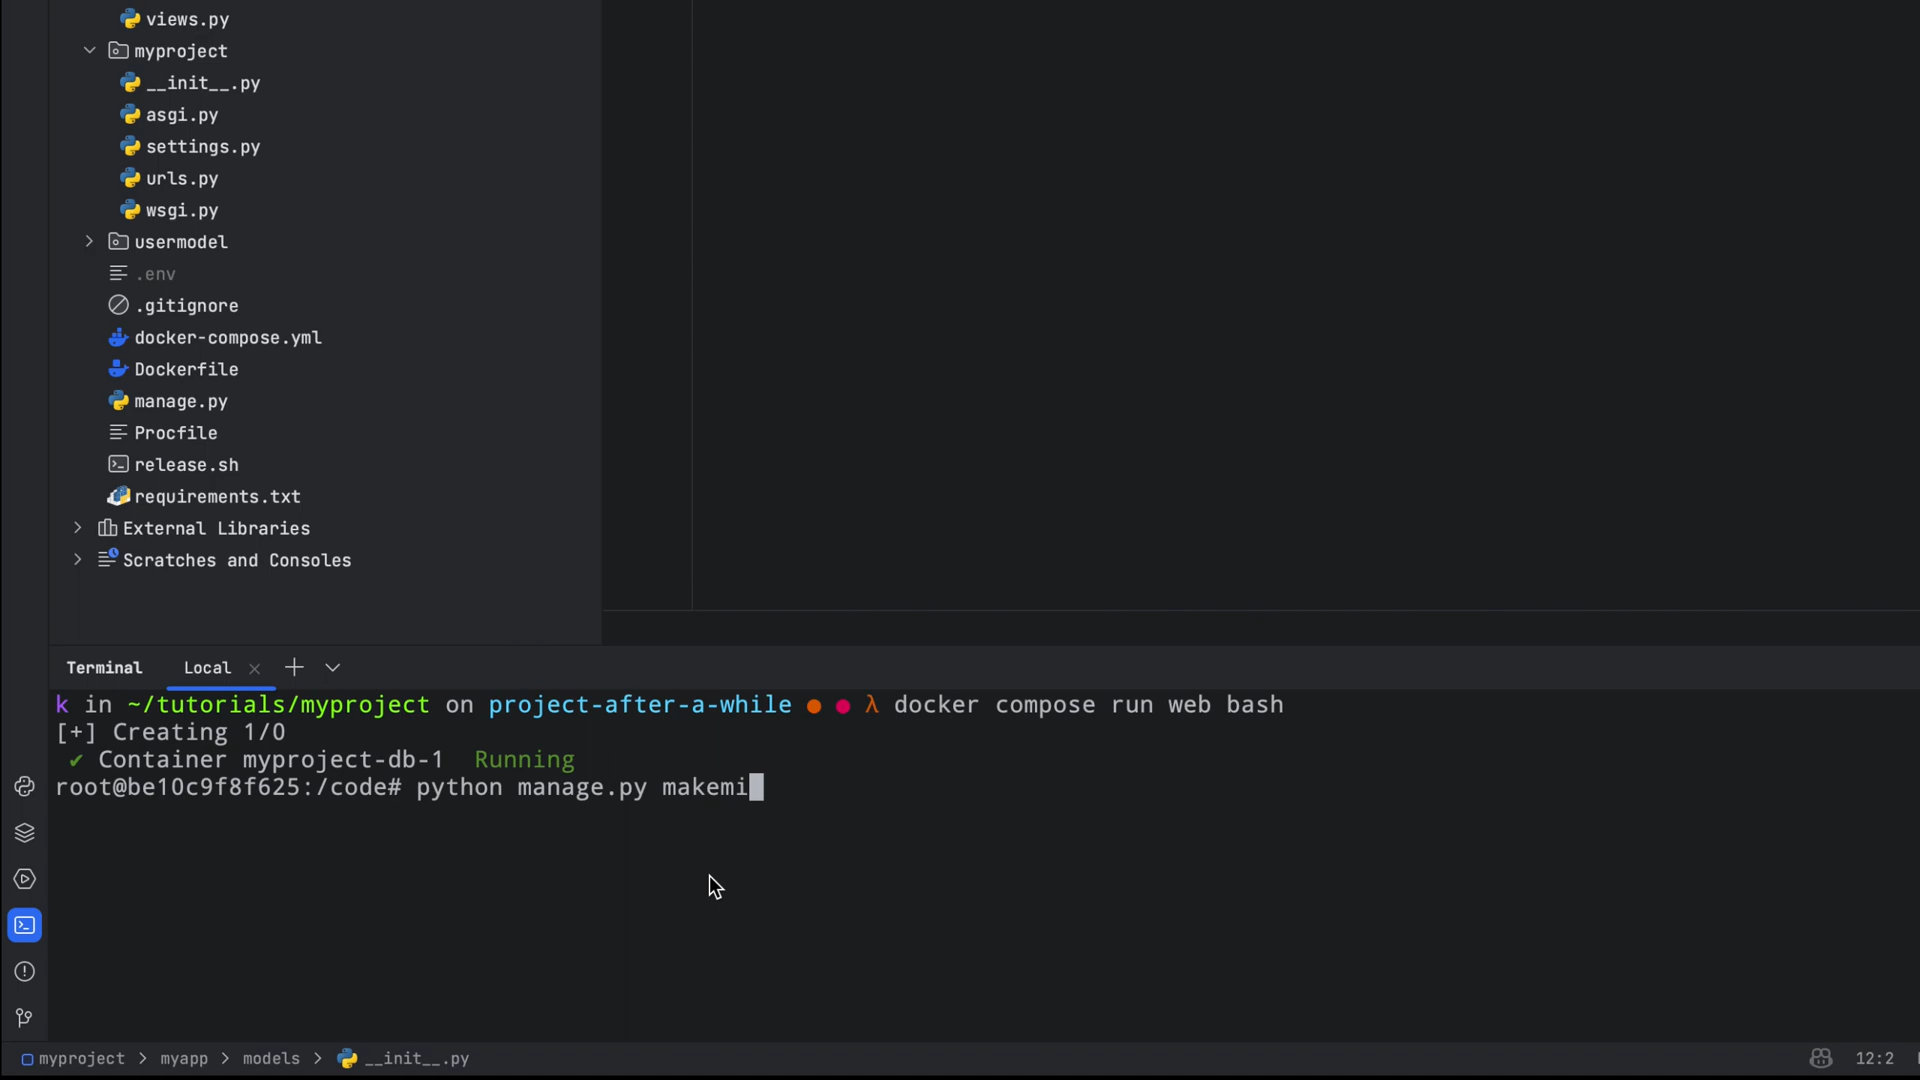 views.py
myproject
__init__.py
asgi.py
settings.py
urls.py
wsgi.py
usermodel
.env
.gitignore
docker-compose.yml
Dockerfile
manage.py
Procfile
release.sh
requirements.txt
External Libraries
Scratches and Consoles
Terminal Local
k in ~/tutorials/myproject on project-after-a-while ● ● λ docker compose run web bash
[+] Creating 1/0
✔ Container myproject-db-1 Running
root@be10c9f8f625:/code# python manage.py makemi
myproject > myapp > models > __init__.py 12:2